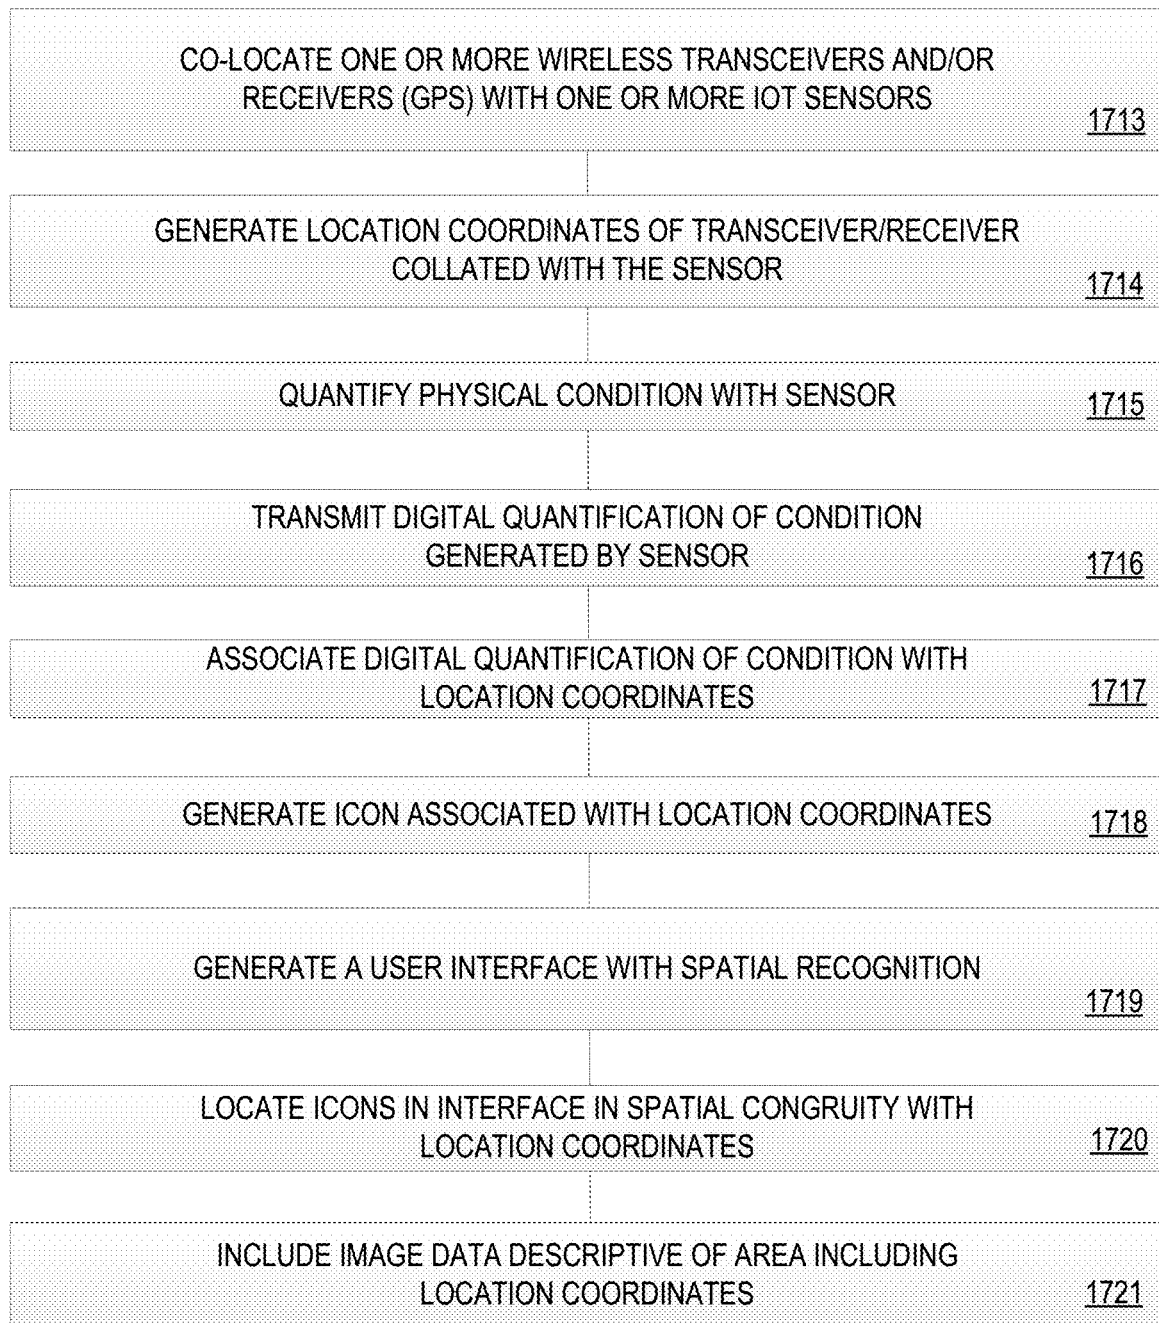 CO-LOCATE ONE OR MORE WIRELESS TRANSCEIVERS AND/OR
RECEIVERS (GPS) WITH ONE OR MORE IOT SENSORS
1713
GENERATE LOCATION COORDINATES OF TRANSCEIVER/RECEIVER
COLLATED WITH THE SENSOR
1714
QUANTIFY PHYSICAL CONDITION WITH SENSOR
1715
TRANSMIT DIGITAL QUANTIFICATION OF CONDITION
GENERATED BY SENSOR
1716
ASSOCIATE DIGITAL QUANTIFICATION OF CONDITION WITH
LOCATION COORDINATES
1717
GENERATE ICON ASSOCIATED WITH LOCATION COORDINATES
1718
GENERATE A USER INTERFACE WITH SPATIAL RECOGNITION
1719
LOCATE ICONS IN INTERFACE IN SPATIAL CONGRUITY WITH
LOCATION COORDINATES
1720
INCLUDE IMAGE DATA DESCRIPTIVE OF AREA INCLUDING
LOCATION COORDINATES
1721